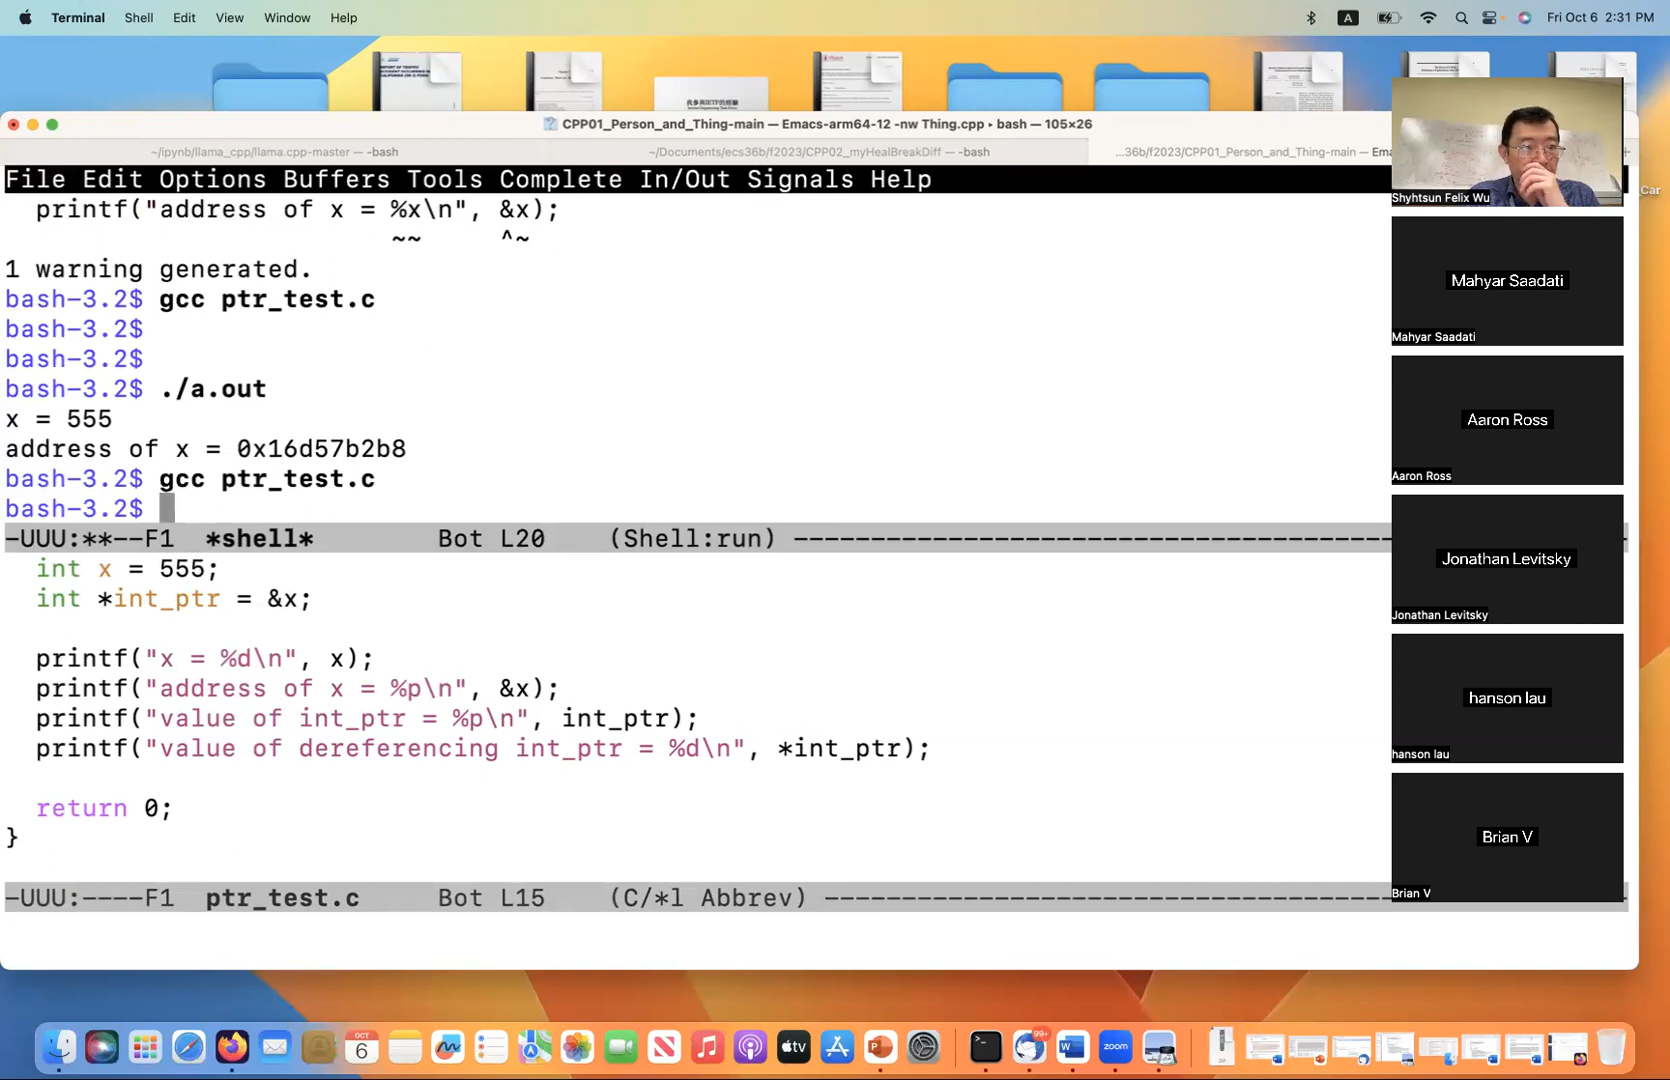 Terminal Shell Edit View Window Help
A
Fri Oct 6 2:31 PM
CPP01_Person_and_Thing-main — Emacs-arm64-12 -nw Thing.cpp ▸ bash — 105×26
~/ipynb/llama_cpp/llama.cpp-master — -bash
~/Documents/ecs36b/f2023/CPP02_myHealBreakDiff — -bash
...36b/f2023/CPP01_Person_and_Thing-main — Ema
File Edit Options Buffers Tools Complete In/Out Signals Help
printf("address of x = %x\n", &x);
~~ ^~
1 warning generated.
bash-3.2$ gcc ptr_test.c
bash-3.2$
bash-3.2$
bash-3.2$ ./a.out
x = 555
address of x = 0x16d57b2b8
bash-3.2$ gcc ptr_test.c
bash-3.2$
-UUU:**--F1 *shell* Bot L20 (Shell:run) ---------------------------------------
int x = 555;
int *int_ptr = &x;
printf("x = %d\n", x);
printf("address of x = %p\n", &x);
printf("value of int_ptr = %p\n", int_ptr);
printf("value of dereferencing int_ptr = %d\n", *int_ptr);
return 0;
}
-UUU:----F1 ptr_test.c Bot L15 (C/*l Abbrev) -------------------------------------
Shyhtsun Felix Wu
Car
Mahyar Saadati
Mahyar Saadati
Aaron Ross
Aaron Ross
Jonathan Levitsky
Jonathan Levitsky
hanson lau
hanson lau
Brian V
Brian V
OCT
6
tv
99+
zoom